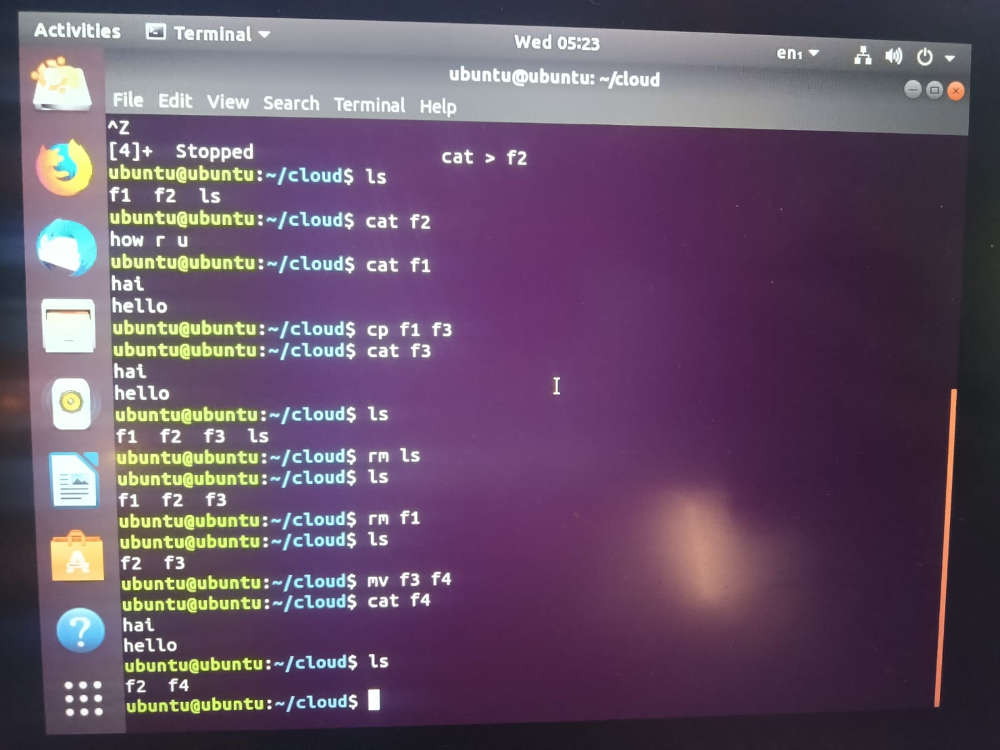 Activities Terminal Wed 05:23 en1
ubuntu@ubuntu: ~/cloud
File Edit View Search Terminal Help
^Z
[4]+ Stopped cat > f2
ubuntu@ubuntu:~/cloud$ ls
f1 f2 ls
ubuntu@ubuntu:~/cloud$ cat f2
how r u
ubuntu@ubuntu:~/cloud$ cat f1
hai
hello
ubuntu@ubuntu:~/cloud$ cp f1 f3
ubuntu@ubuntu:~/cloud$ cat f3
hai
hello
ubuntu@ubuntu:~/cloud$ ls
f1 f2 f3 ls
ubuntu@ubuntu:~/cloud$ rm ls
ubuntu@ubuntu:~/cloud$ ls
f1 f2 f3
ubuntu@ubuntu:~/cloud$ rm f1
ubuntu@ubuntu:~/cloud$ ls
f2 f3
ubuntu@ubuntu:~/cloud$ mv f3 f4
ubuntu@ubuntu:~/cloud$ cat f4
hai
hello
ubuntu@ubuntu:~/cloud$ ls
f2 f4
ubuntu@ubuntu:~/cloud$